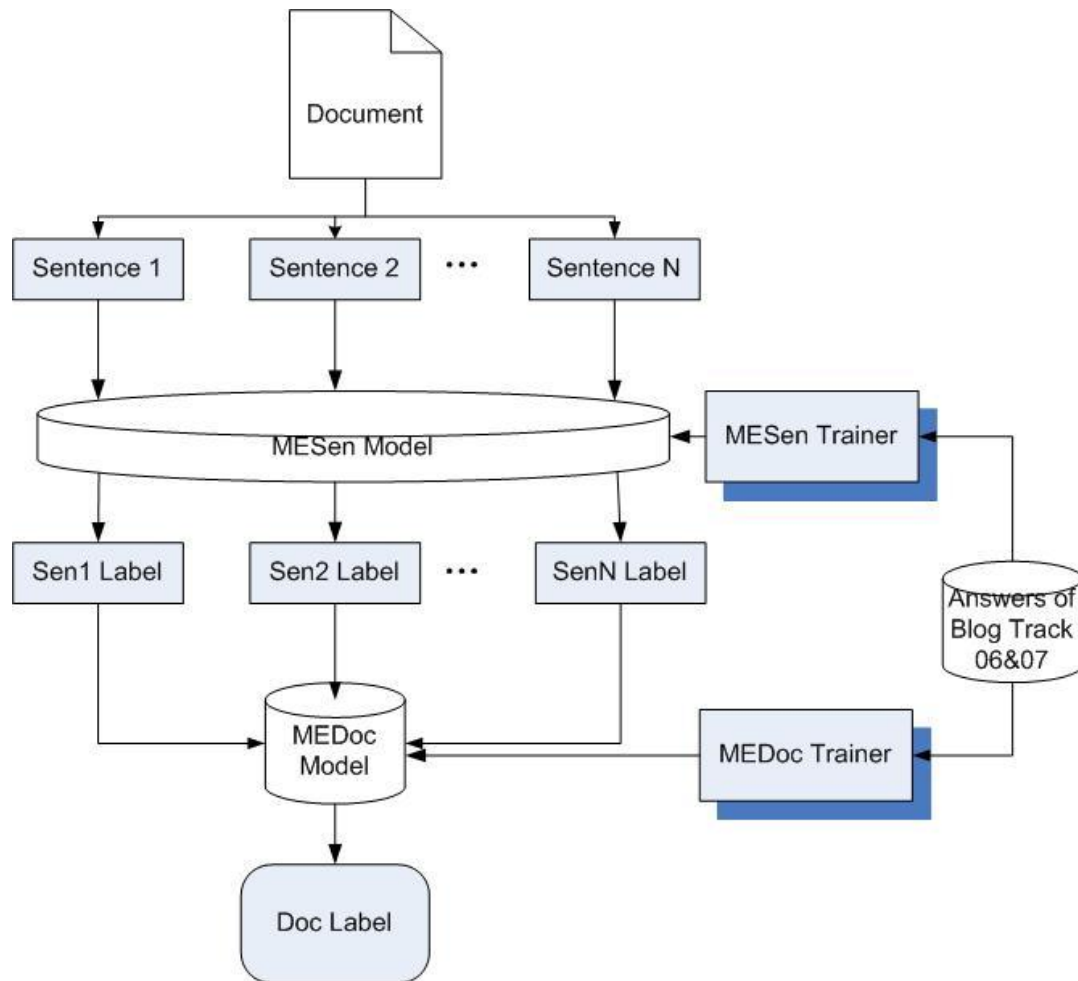 Document
Sentence 1
Sentence 2
...
Sentence N
MESen Model
MESen Trainer
Sen1 Label
Sen2 Label
...
SenN Label
Answers of
Blog Track
06&07
MEDoc
Model
MEDoc Trainer
Doc Label